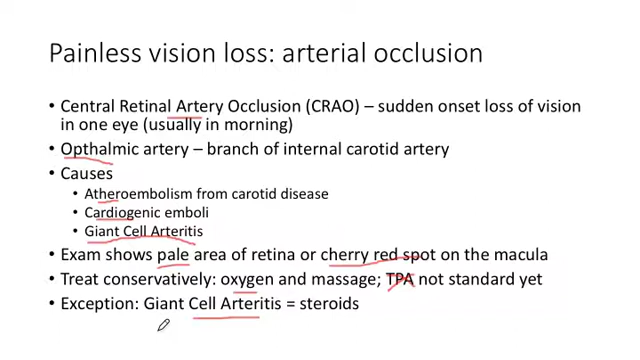 Painless vision loss: arterial occlusion
• Central Retinal Artery Occlusion (CRAO) – sudden onset loss of vision
in one eye (usually in morning)
• Opthalmic artery – branch of internal carotid artery
• Causes
• Atheroembolism from carotid disease
• Cardiogenic emboli
• Giant Cell Arteritis
• Exam shows pale area of retina or cherry red spot on the macula
• Treat conservatively: oxygen and massage; TPA not standard yet
• Exception: Giant Cell Arteritis = steroids